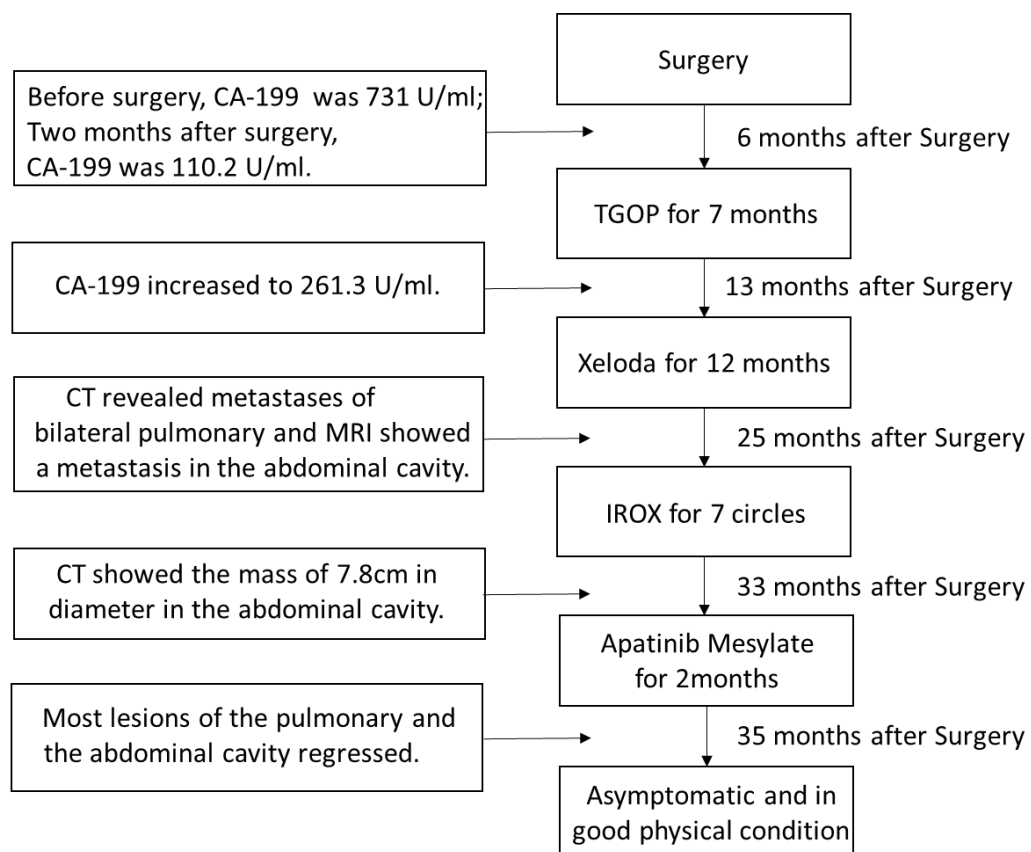 Surgery
Before surgery, CA-199 was 731 U/ml;
Two months after surgery,
CA-199 was 110.2 U/ml.
6 months after Surgery
TGOP for 7 months
CA-199 increased to 261.3 U/ml.
13 months after Surgery
Xeloda for 12 months
CT revealed metastases of
bilateral pulmonary and MRI showed
a metastasis in the abdominal cavity.
25 months after Surgery
IROX for 7 circles
CT showed the mass of 7.8cm in
diameter in the abdominal cavity.
33 months after Surgery
Apatinib Mesylate
for 2months
Most lesions of the pulmonary and
the abdominal cavity regressed.
35 months after Surgery
Asymptomatic and in
good physical condition